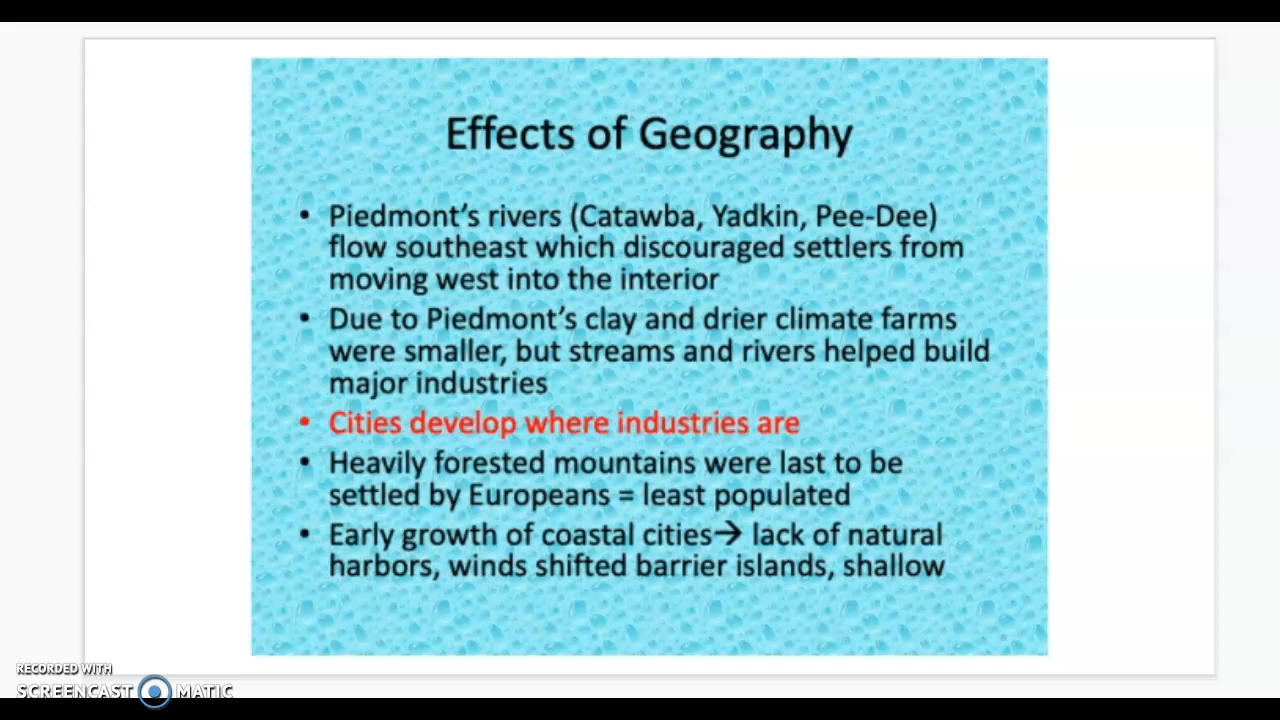 Effects of Geography
• Piedmont's rivers (Catawba, Yadkin, Pee-Dee)
flow southeast which discouraged settlers from
moving west into the interior
• Due to Piedmont's clay and drier climate farms
were smaller, but streams and rivers helped build
major industries
• Cities develop where industries are
• Heavily forested mountains were last to be
settled by Europeans = least populated
• Early growth of coastal cities→ lack of natural
harbors, winds shifted barrier islands, shallow
RECORDED WITH
SCREENCAST MATIC